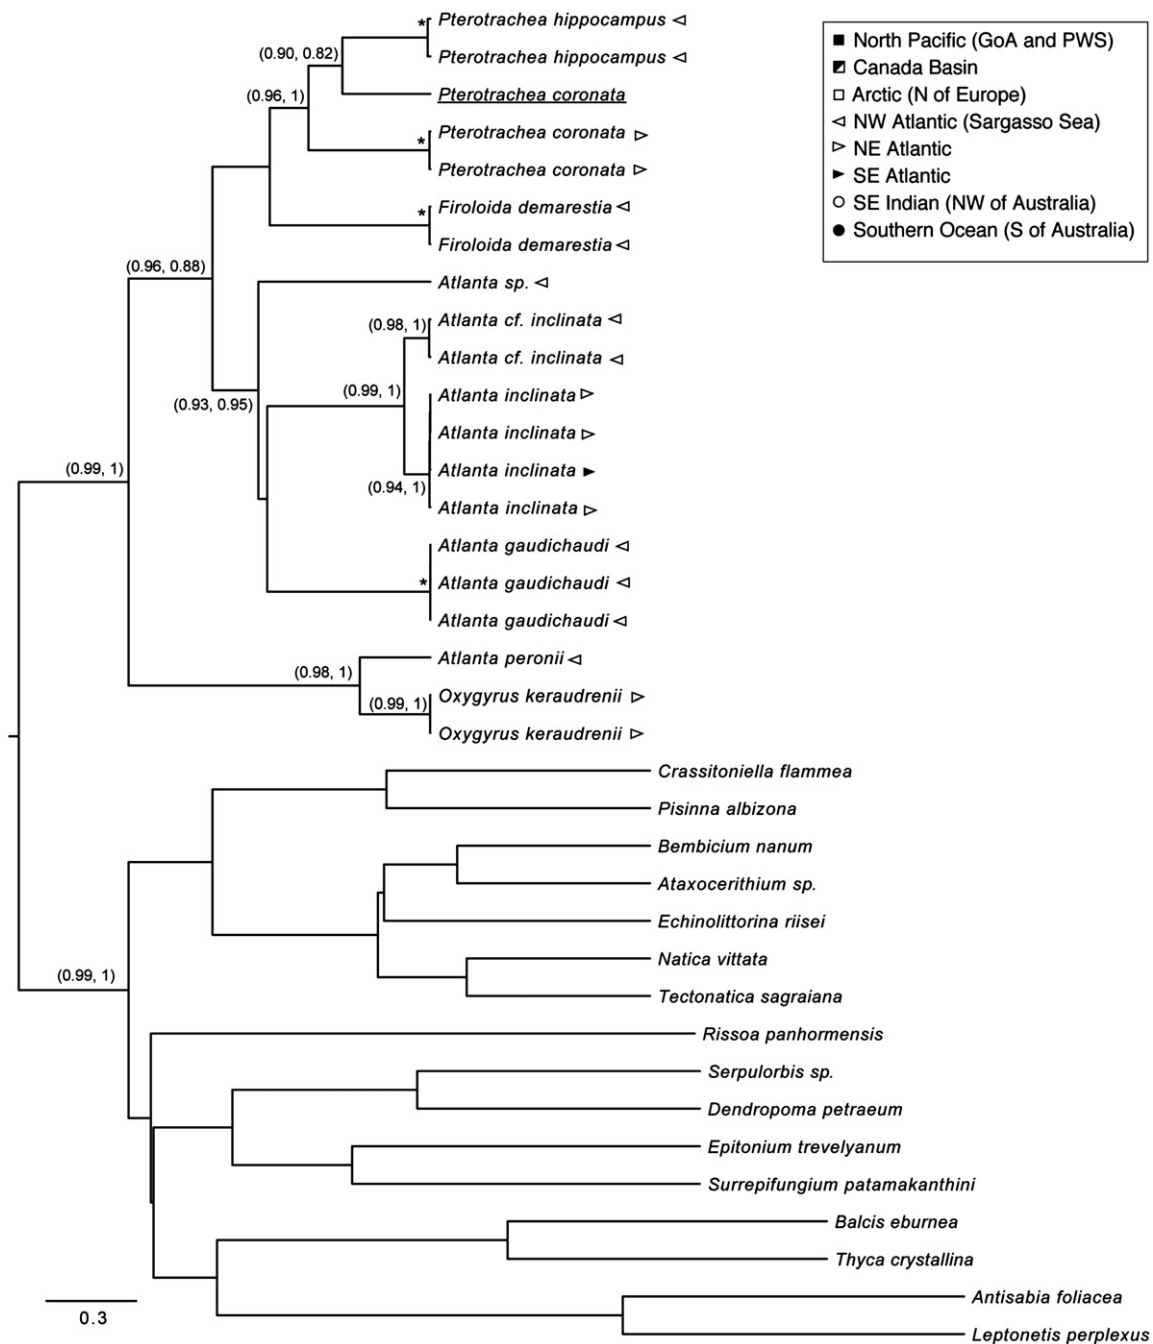 Pterotrachea hippocampus
Pterotrachea hippocampus
Pterotrachea coronata
Pterotrachea coronata
Pterotrachea coronata
Firoloida demarestia
Firoloida demarestia
Atlanta sp.
Atlanta cf. inclinata
Atlanta cf. inclinata
Atlanta inclinata
Atlanta inclinata
Atlanta inclinata
Atlanta inclinata
Atlanta gaudichaudi
Atlanta gaudichaudi
Atlanta gaudichaudi
Atlanta peronii
Oxygyrus keraudrenii
Oxygyrus keraudrenii
Crassitoniella flammea
Pisinna albizona
Bembicium nanum
Ataxocerithium sp.
Echinolittorina riisei
Natica vittata
Tectonatica sagraiana
Rissoa panhormensis
Serpulorbis sp.
Dendropoma petraeum
Epitonium trevelyanum
Surrepifungium patamakanthini
Balcis eburnea
Thyca crystallina
Antisabia foliacea
Leptonetis perplexus
*
(0.90, 0.82)
(0.96, 1)
*
*
(0.96, 0.88)
(0.98, 1)
(0.99, 1)
(0.93, 0.95)
(0.99, 1)
(0.94, 1)
*
(0.98, 1)
(0.99, 1)
(0.99, 1)
0.3
North Pacific (GoA and PWS)
Canada Basin
Arctic (N of Europe)
NW Atlantic (Sargasso Sea)
NE Atlantic
SE Atlantic
SE Indian (NW of Australia)
Southern Ocean (S of Australia)